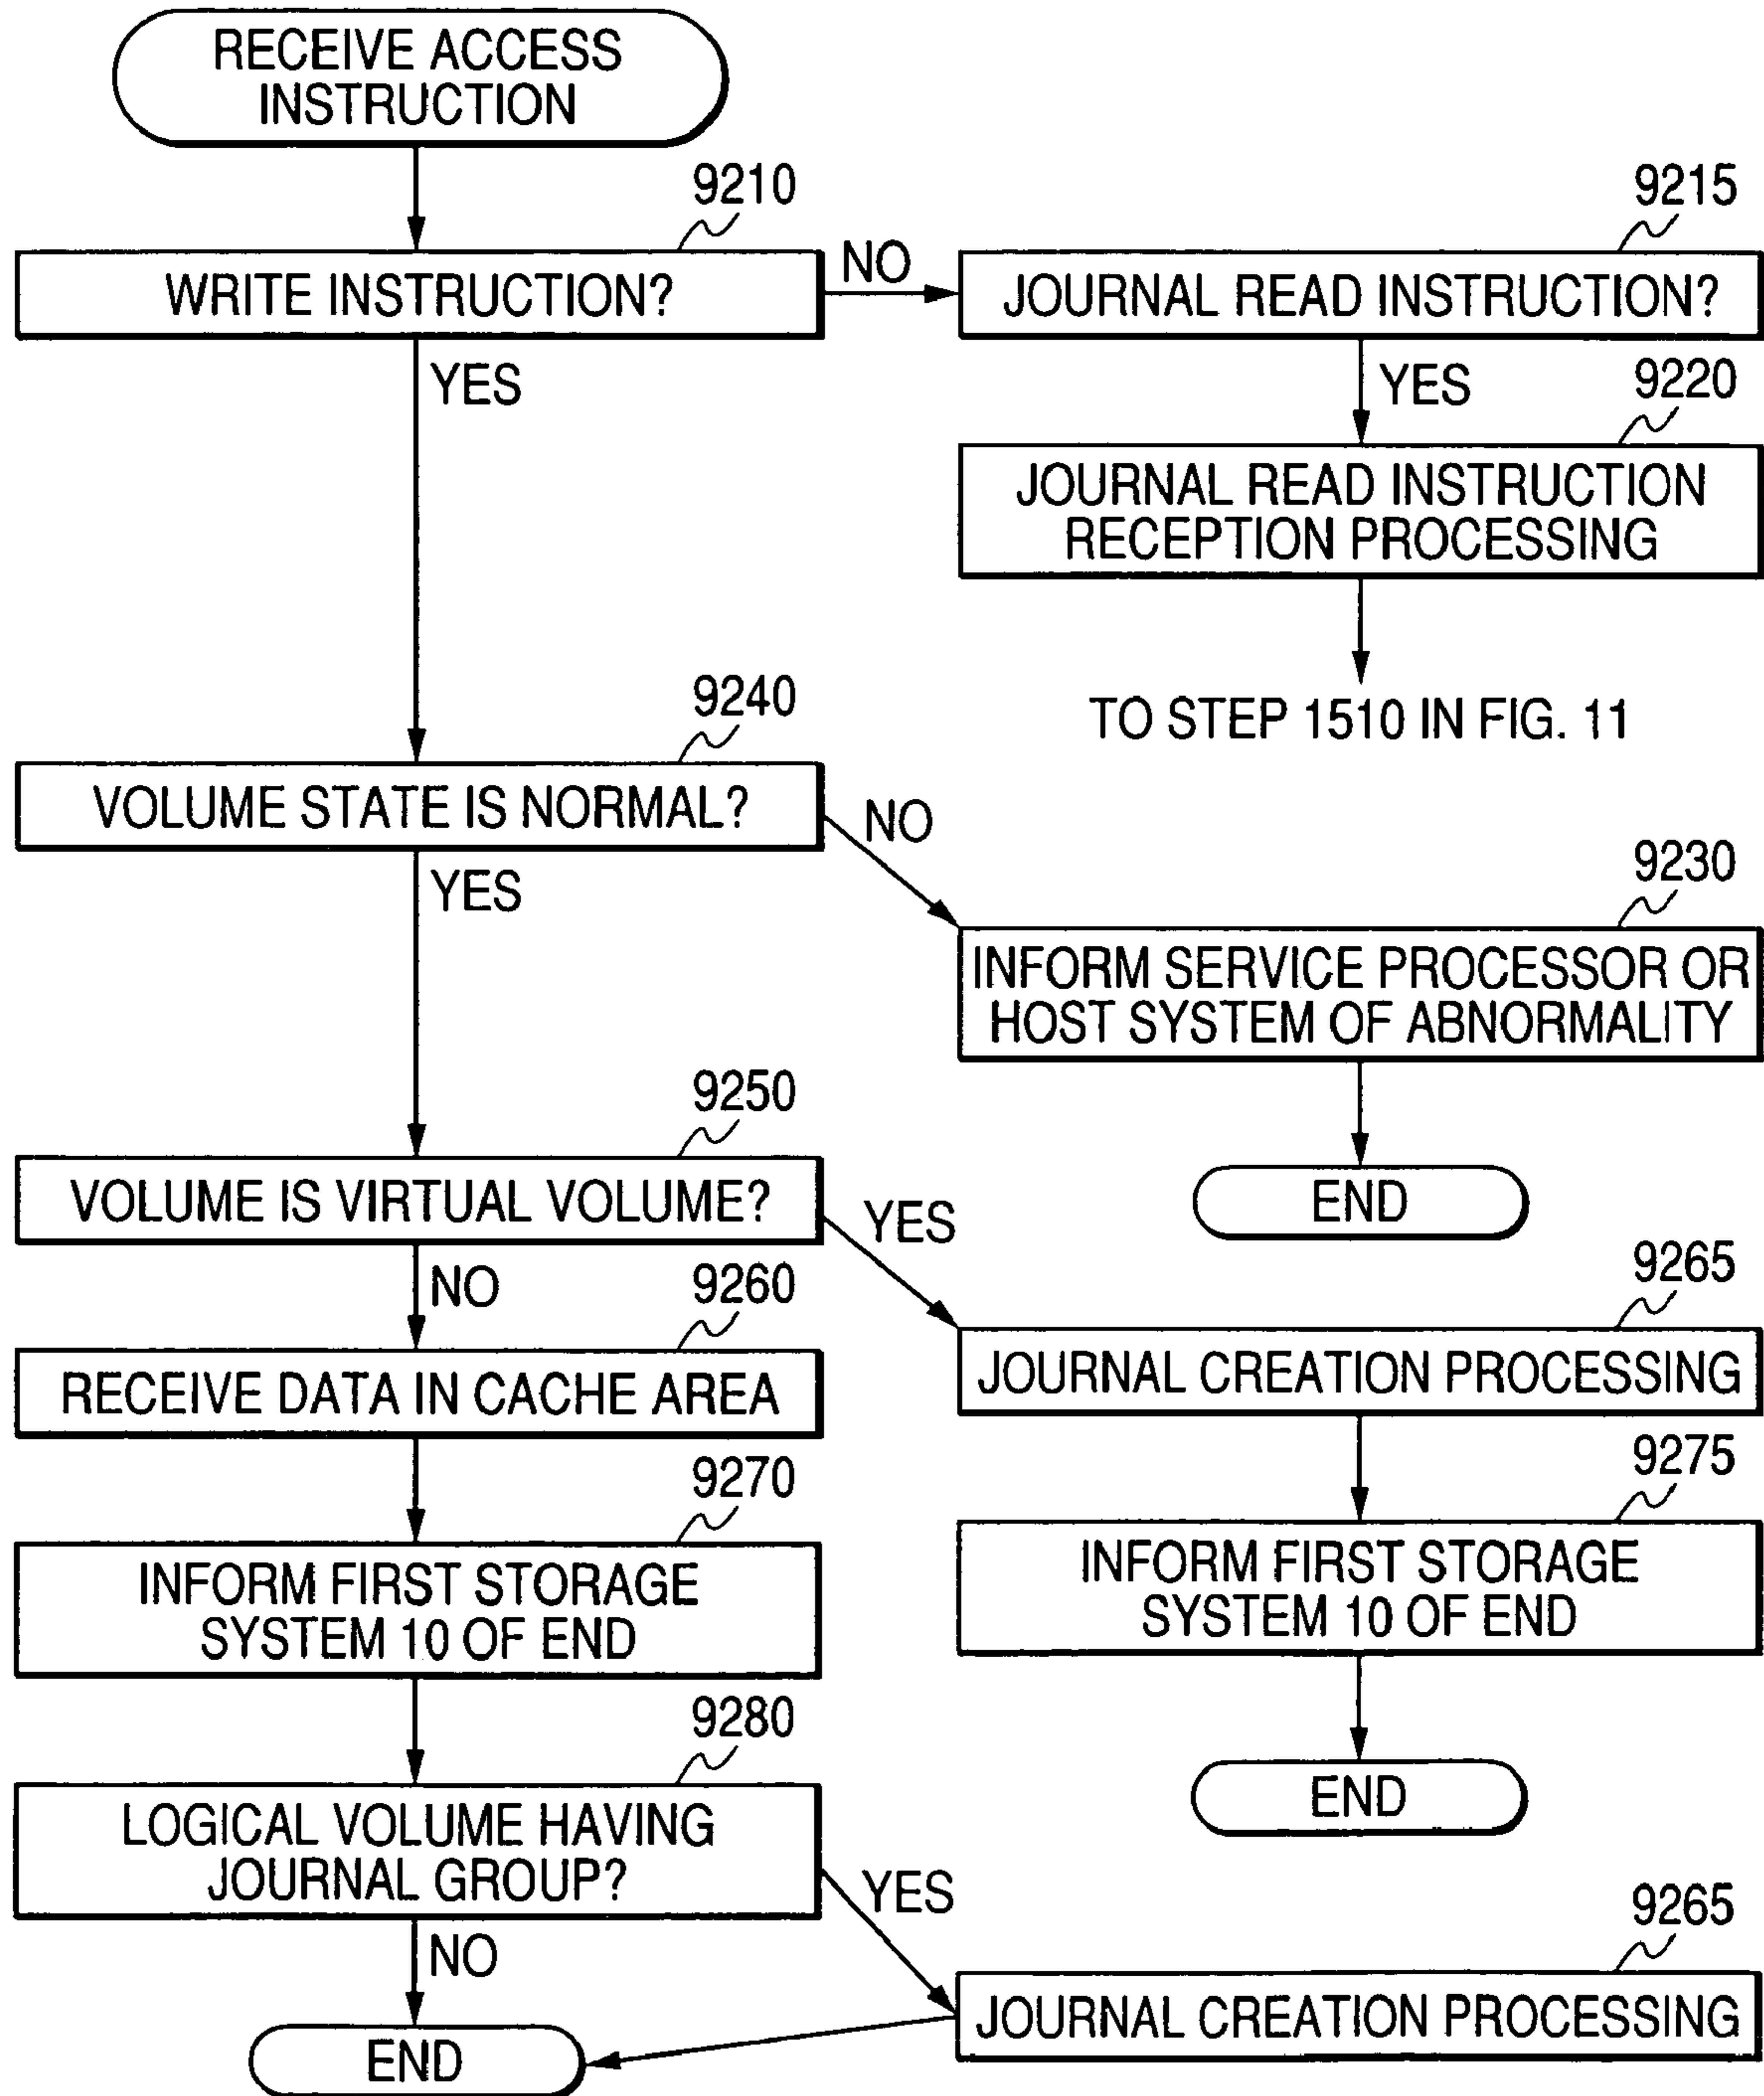 RECEIVE ACCESS
INSTRUCTION
9210
WRITE INSTRUCTION?
NO
9215
JOURNAL READ INSTRUCTION?
YES
YES
9220
JOURNAL READ INSTRUCTION
RECEPTION PROCESSING
TO STEP 1510 IN FIG. 11
9240
VOLUME STATE IS NORMAL?
NO
YES
9230
INFORM SERVICE PROCESSOR OR
HOST SYSTEM OF ABNORMALITY
END
9250
VOLUME IS VIRTUAL VOLUME?
YES
NO
9260
RECEIVE DATA IN CACHE AREA
9265
JOURNAL CREATION PROCESSING
9270
INFORM FIRST STORAGE
SYSTEM 10 OF END
9275
INFORM FIRST STORAGE
SYSTEM 10 OF END
END
9280
LOGICAL VOLUME HAVING
JOURNAL GROUP?
YES
NO
9265
JOURNAL CREATION PROCESSING
END